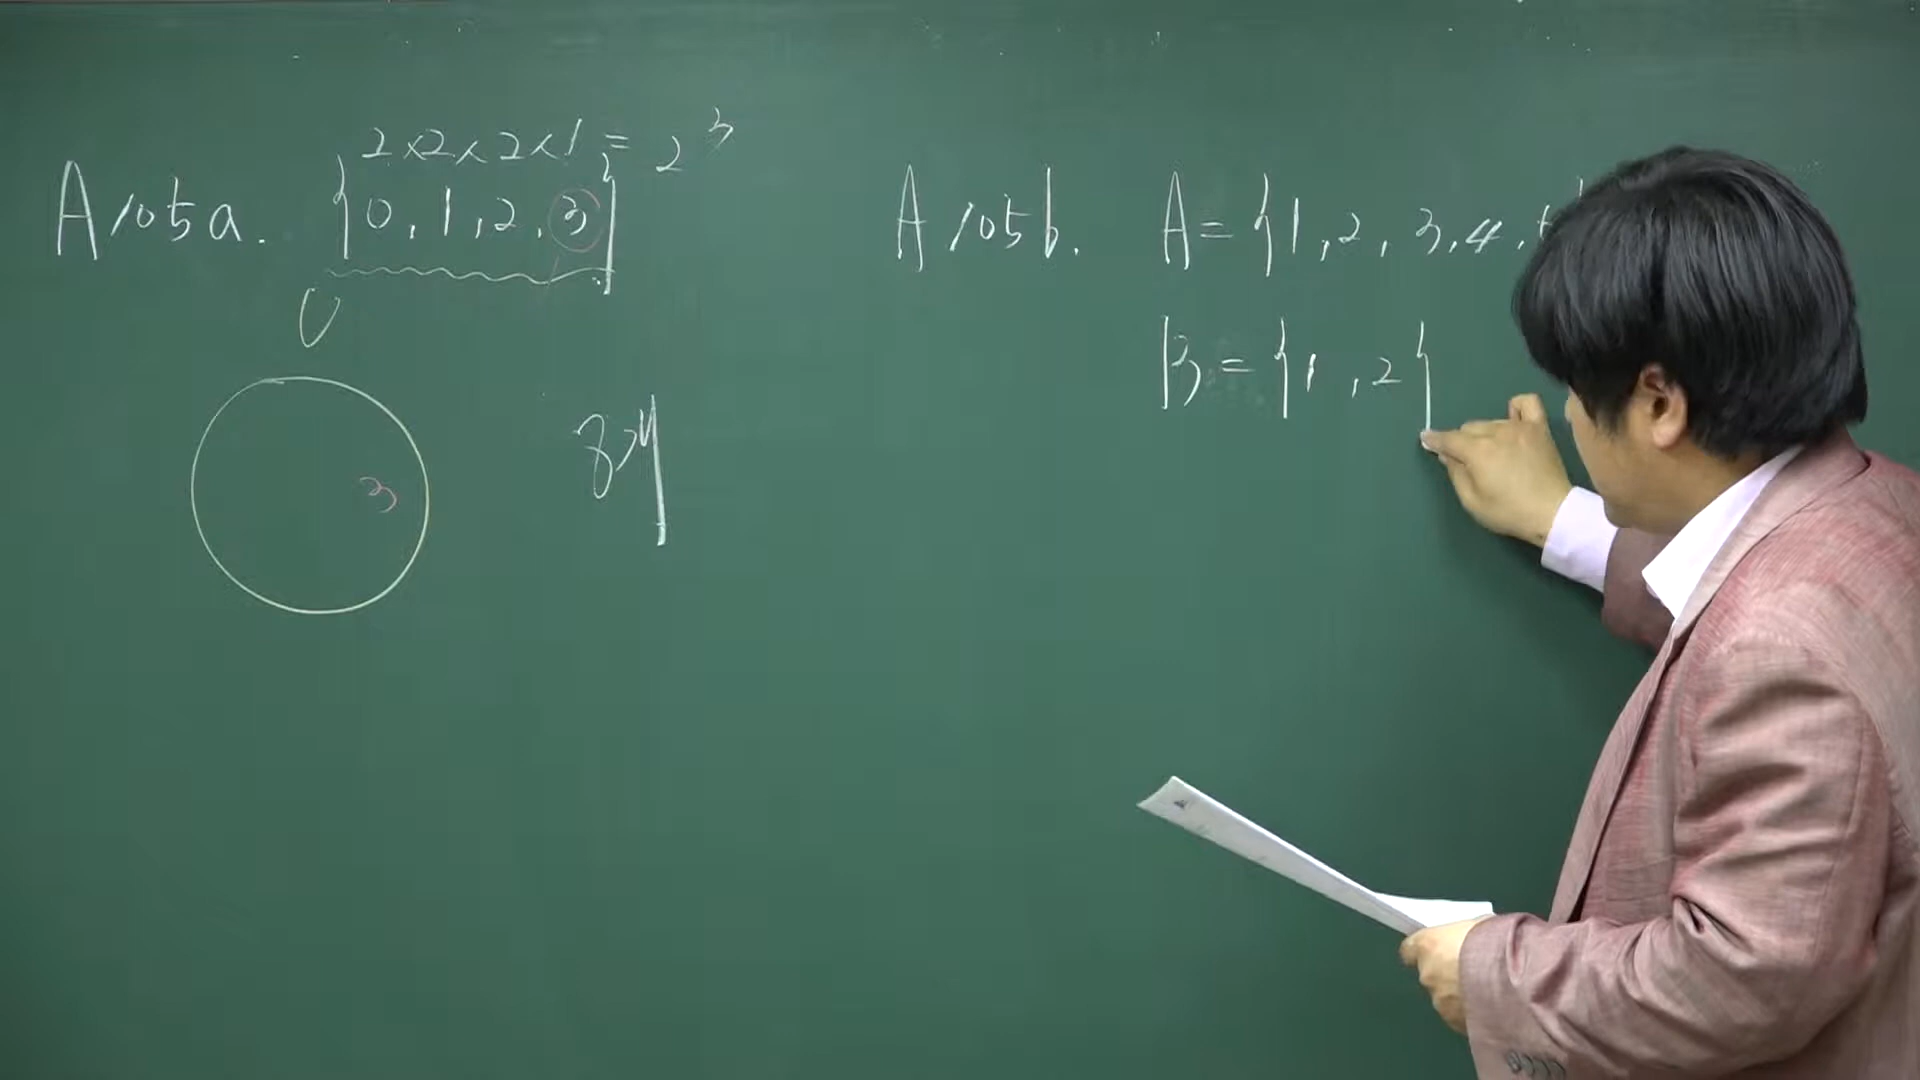 2×2×2×1=2³
A105a. {0,1,2,3}
U
3
8개
A105b. A={1,2,3,4,
B={1,2}